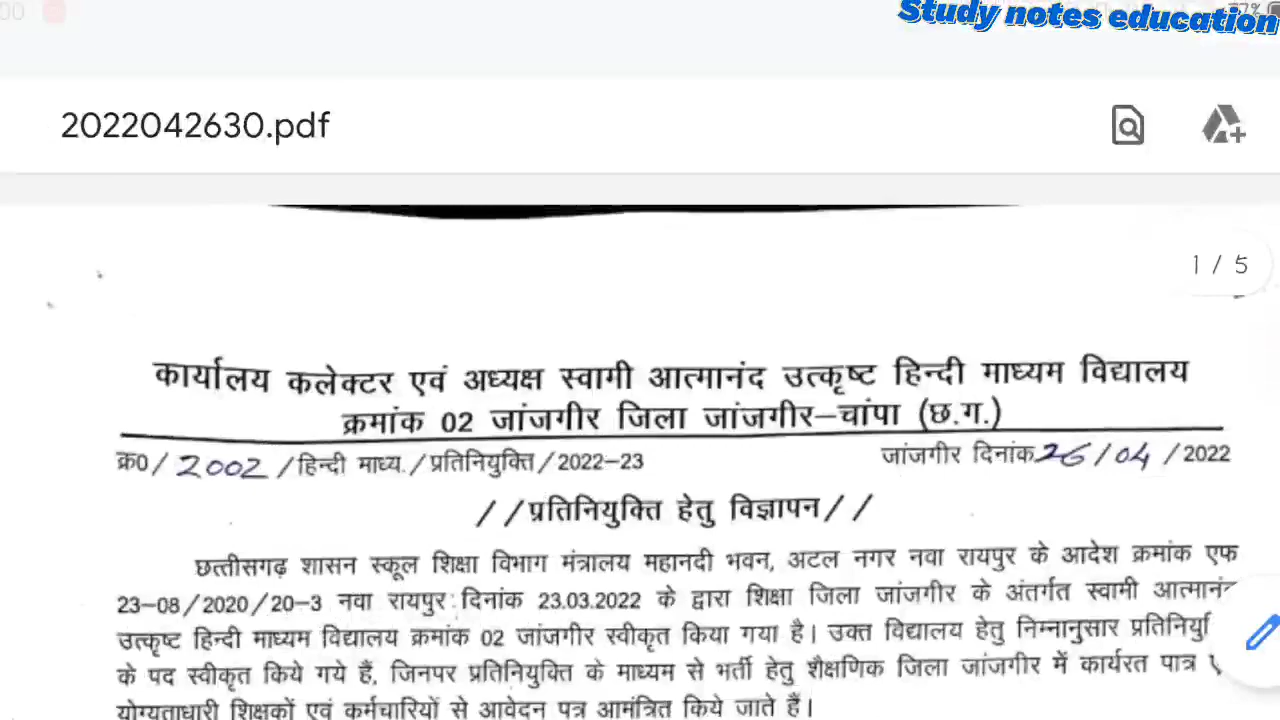 Study notes education
2022042630.pdf
1 / 5
कार्यालय कलेक्टर एवं अध्यक्ष स्वामी आत्मानंद उत्कृष्ट हिन्दी माध्यम विद्यालय
क्रमांक 02 जांजगीर जिला जांजगीर–चांपा (छ.ग.)
क्र0/2002/हिन्दी माध्य./प्रतिनियुक्ति/2022–23 जांजगीर दिनांक 26/04/2022
//प्रतिनियुक्ति हेतु विज्ञापन//
छत्तीसगढ़ शासन स्कूल शिक्षा विभाग मंत्रालय महानदी भवन, अटल नगर नवा रायपुर के आदेश क्रमांक एफ
23–08/2020/20–3 नवा रायपुर दिनांक 23.03.2022 के द्वारा शिक्षा जिला जांजगीर के अंतर्गत स्वामी
उत्कृष्ट हिन्दी माध्यम विद्यालय क्रमांक 02 जांजगीर स्वीकृत किया गया है। उक्त विद्यालय हेतु निम्नानुसार
के पद स्वीकृत किये गये हैं, जिनपर प्रतिनियुक्ति के माध्यम से भर्ती हेतु शैक्षणिक जिला जांजगीर में कार्यरत पात्र
योग्यताधारी शिक्षकों एवं कर्मचारियों से आवेदन पत्र आमंत्रित किये जाते हैं।